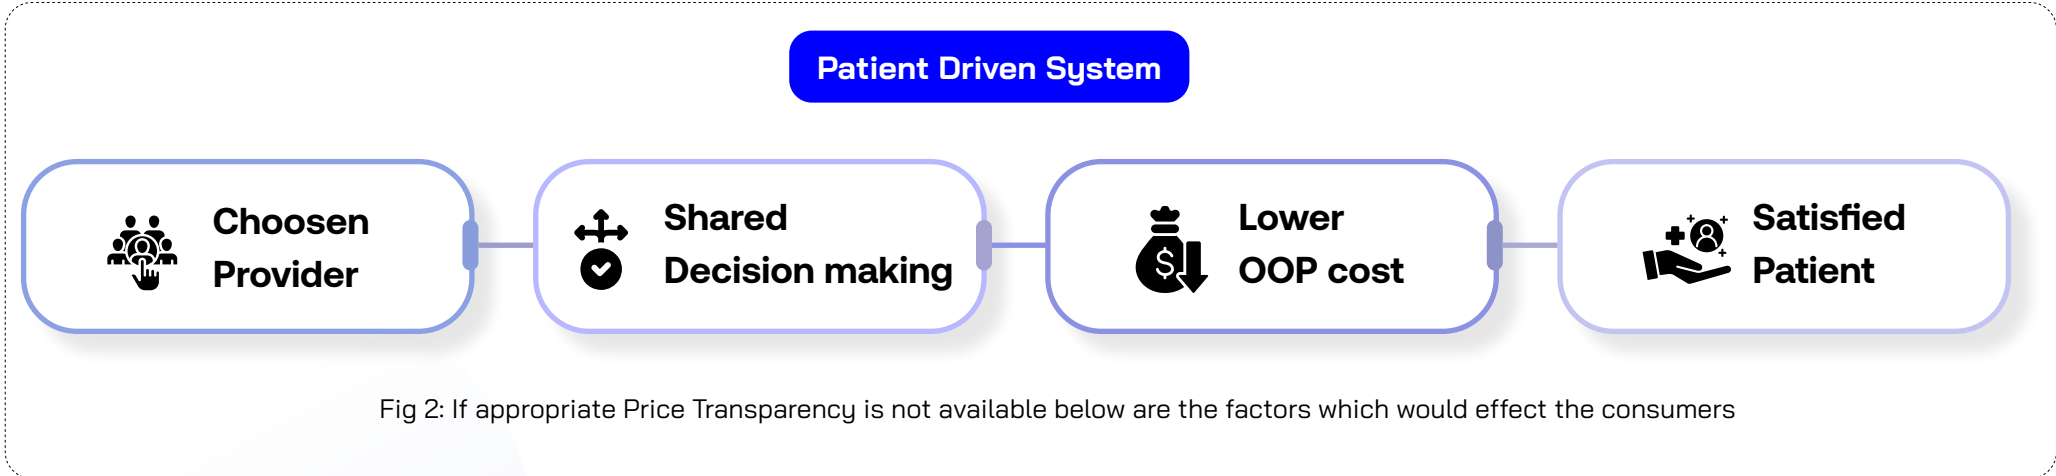 Patient Driven System
Choosen
Provider
Shared
Decision making
Lower
OOP cost
Satisfied
Patient
Fig 2: If appropriate Price Transparency is not available below are the factors which would effect the consumers